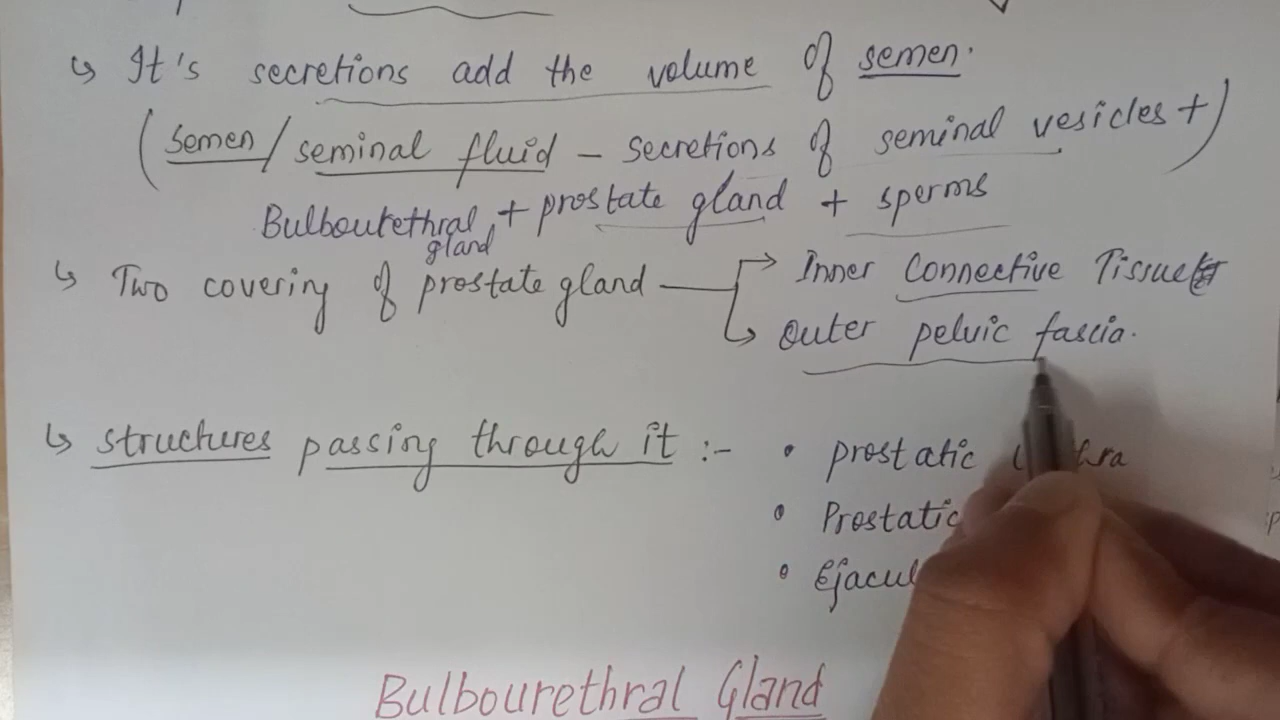 ↳ It's secretions add the volume of semen.
(Semen/seminal fluid – secretions of seminal vesicles +)
Bulbourethral gland + prostate gland + sperms
↳ Two covering of prostate gland → Inner Connective Tissue
→ Outer pelvic fascia.
↳ structures passing through it :- • prostatic
• Prostatic
•
Bulbourethral Gland